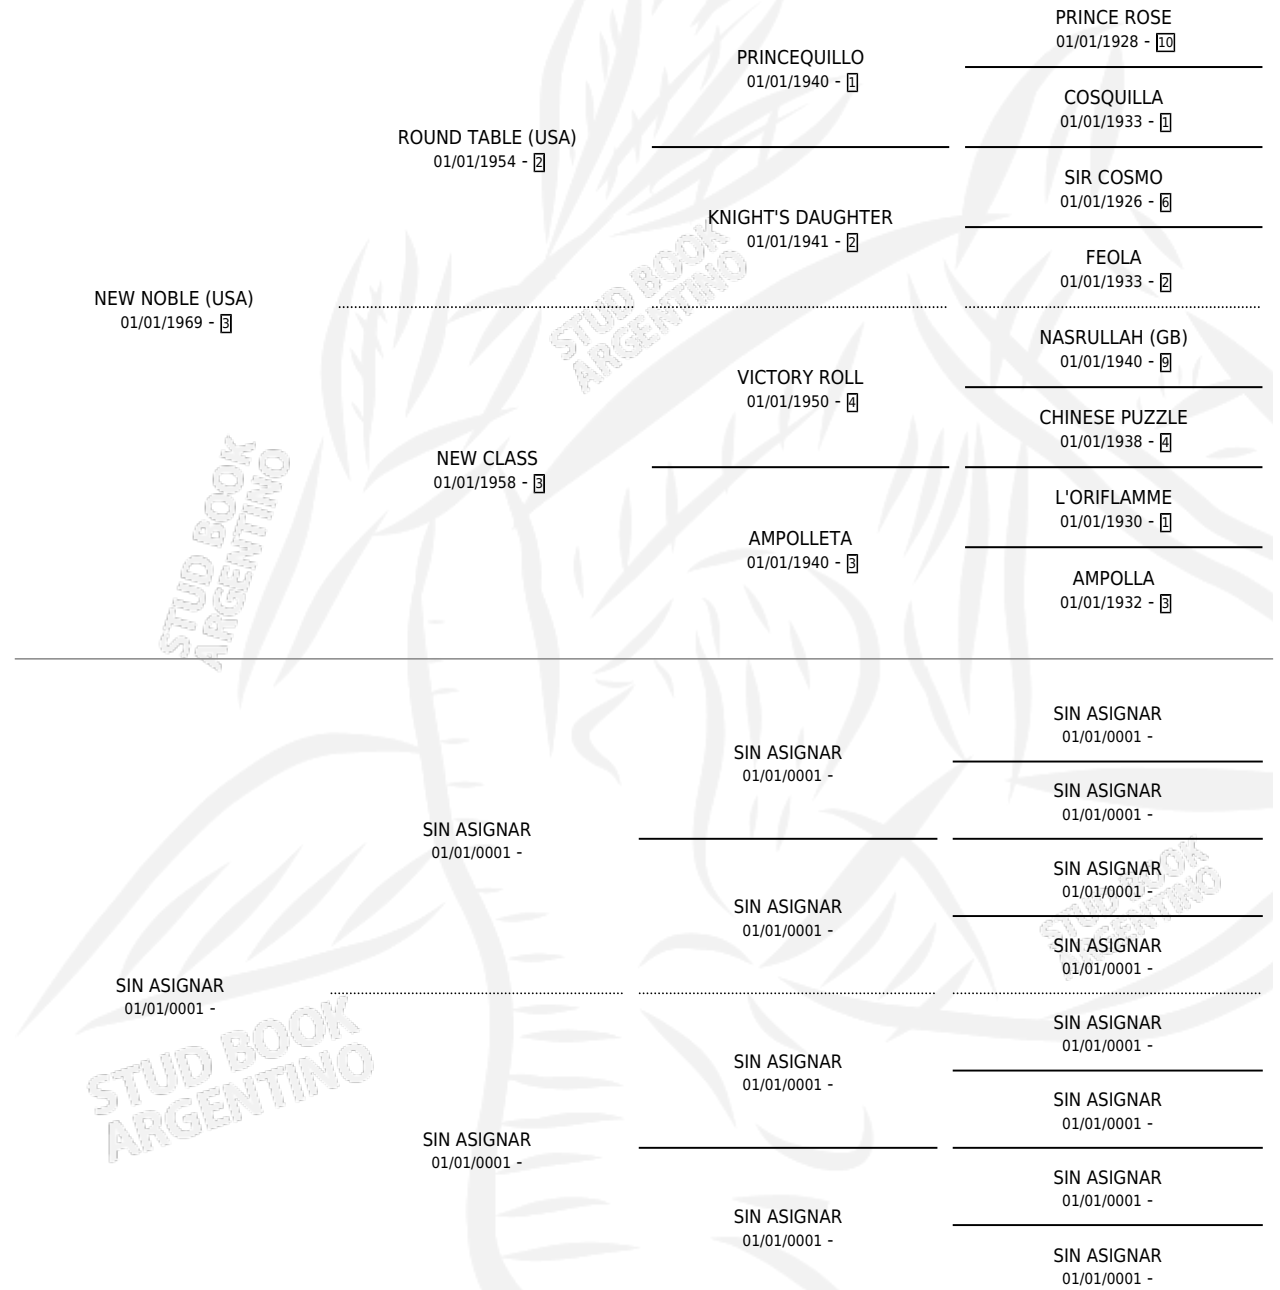 PRINCE ROSE
01/01/1928 - 10
PRINCEQUILLO
01/01/1940 - 1
COSQUILLA
01/01/1933 - 1
ROUND TABLE (USA)
01/01/1954 - 2
SIR COSMO
01/01/1926 - 6
KNIGHT'S DAUGHTER
01/01/1941 - 2
FEOLA
01/01/1933 - 2
NEW NOBLE (USA)
01/01/1969 - 3
NASRULLAH (GB)
01/01/1940 - 9
VICTORY ROLL
01/01/1950 - 4
CHINESE PUZZLE
01/01/1938 - 4
NEW CLASS
01/01/1958 - 3
L'ORIFLAMME
01/01/1930 - 1
AMPOLLETA
01/01/1940 - 3
AMPOLLA
01/01/1932 - 3
STUD BOOK
ARGENTINO
STUD BOOK
ARGENTINO
SIN ASIGNAR
01/01/0001 -
SIN ASIGNAR
01/01/0001 -
SIN ASIGNAR
01/01/0001 -
SIN ASIGNAR
01/01/0001 -
SIN ASIGNAR
01/01/0001 -
SIN ASIGNAR
01/01/0001 -
SIN ASIGNAR
01/01/0001 -
SIN ASIGNAR
01/01/0001 -
SIN ASIGNAR
01/01/0001 -
SIN ASIGNAR
01/01/0001 -
SIN ASIGNAR
01/01/0001 -
SIN ASIGNAR
01/01/0001 -
SIN ASIGNAR
01/01/0001 -
SIN ASIGNAR
01/01/0001 -
SIN ASIGNAR
01/01/0001 -
STUD BOOK
ARGENTINO
STUD BOOK
ARGENTINO